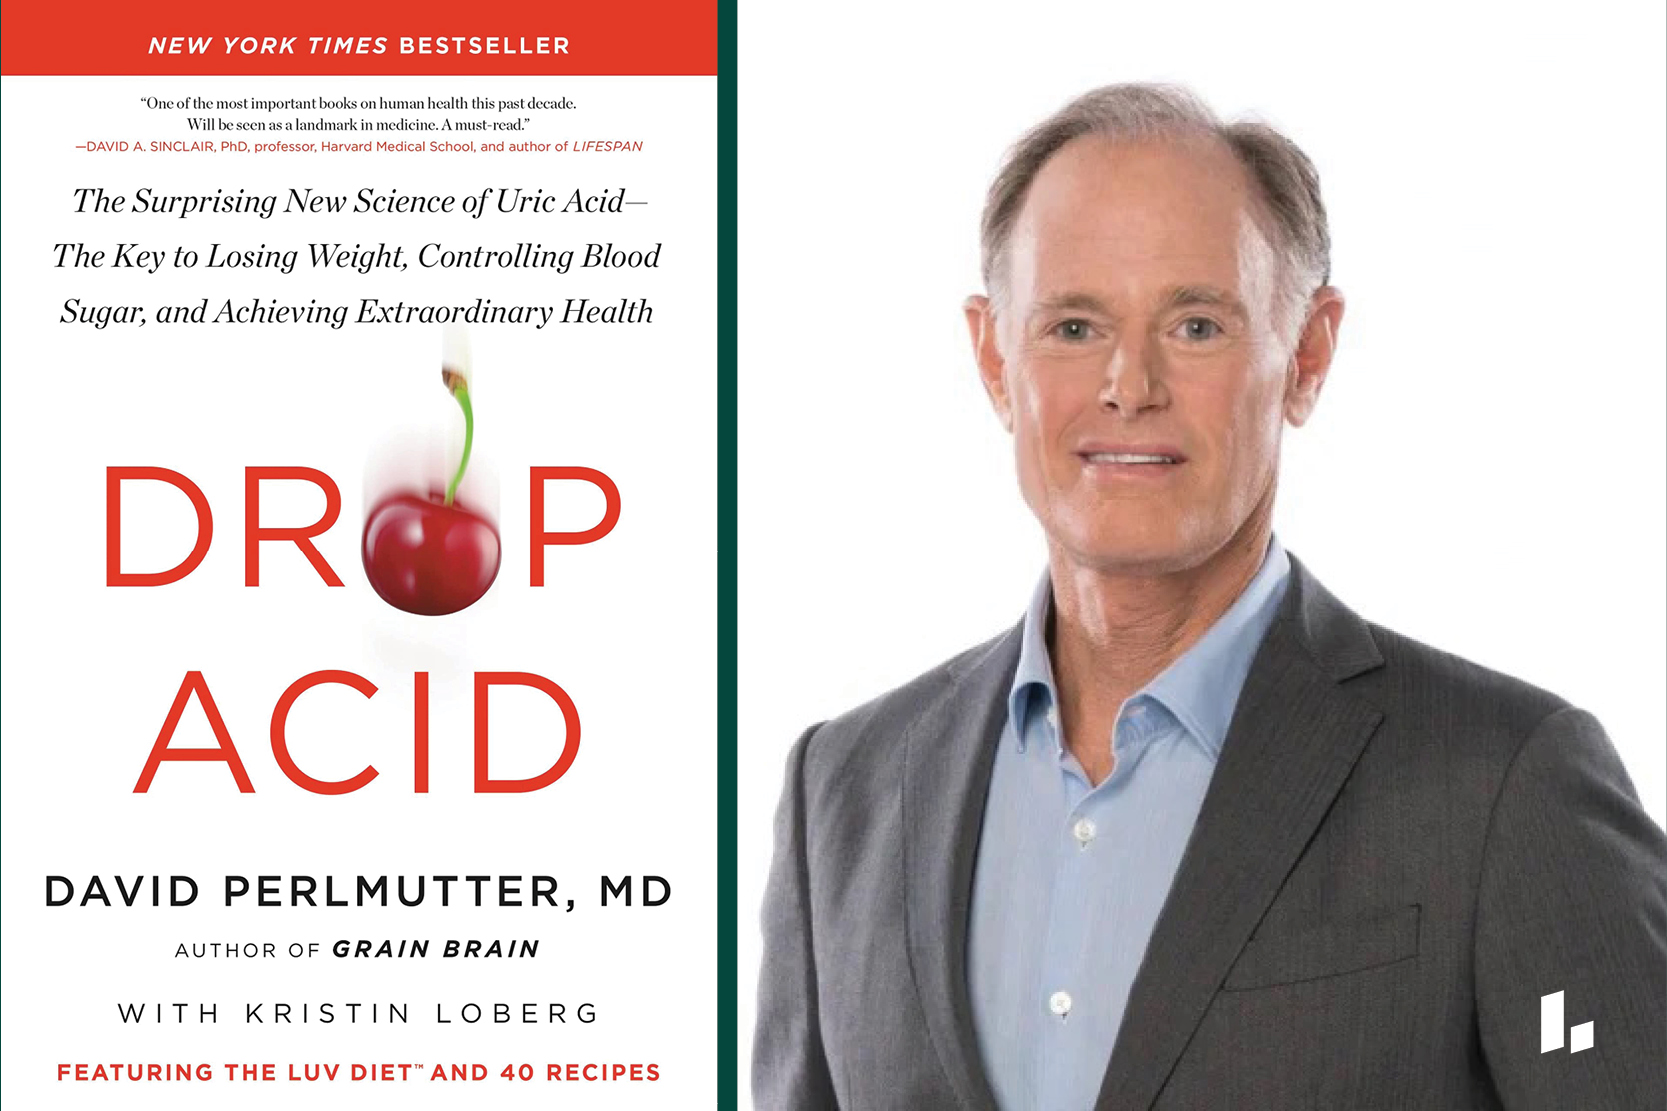 NEW YORK TIMES BESTSELLER
“One of the most important books on human health this past decade.
Will be seen as a landmark in medicine. A must-read.”
—DAVID A. SINCLAIR, PhD, professor, Harvard Medical School, and author of LIFESPAN
The Surprising New Science of Uric Acid—
The Key to Losing Weight, Controlling Blood
Sugar, and Achieving Extraordinary Health
DROP
ACID
DAVID PERLMUTTER, MD
AUTHOR OF GRAIN BRAIN
WITH KRISTIN LOBERG
FEATURING THE LUV DIET™ AND 40 RECIPES